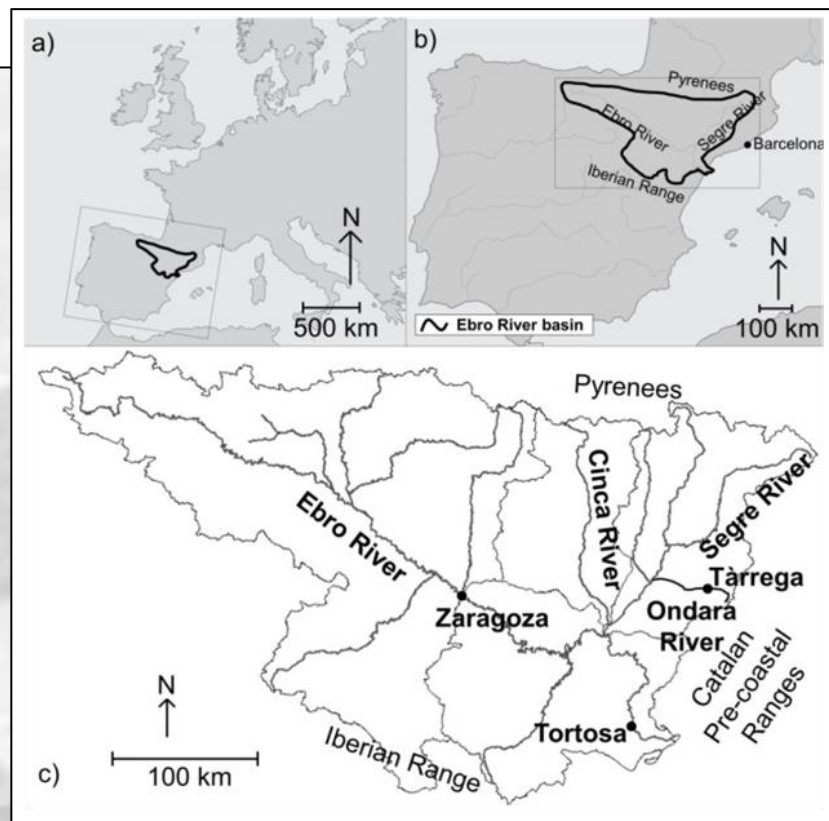 a)
N
500 km
b)
Pyrenees
Ebro River
Segre River
Barcelona
Iberian Range
N
Ebro River basin
100 km
Pyrenees
Cinca River
Segre River
Ebro River
Tàrrega
Zaragoza
Ondara
River
Catalan
Pre-coastal
Ranges
N
Tortosa
100 km
Iberian Range
c)